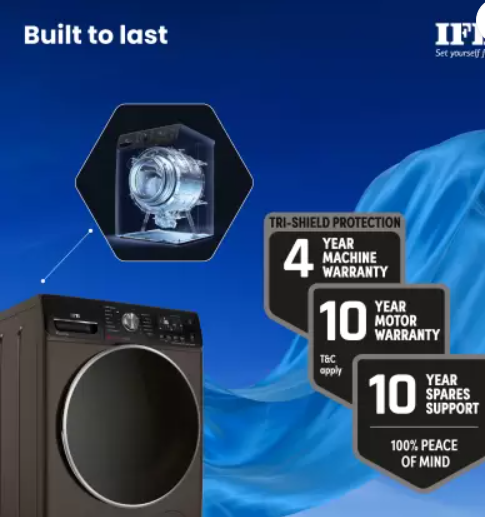 Built to last
Set yourself
TRI-SHIELD PROTECTION
4 YEAR
MACHINE
WARRANTY
10 YEAR
MOTOR
WARRANTY
T&C
apply
10 YEAR
SPARES
SUPPORT
100% PEACE
OF MIND